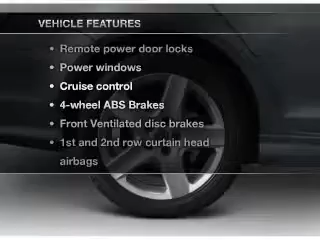 VEHICLE FEATURES
• Remote power door locks
• Power windows
• Cruise control
• 4-wheel ABS Brakes
• Front Ventilated disc brakes
• 1st and 2nd row curtain head
airbags